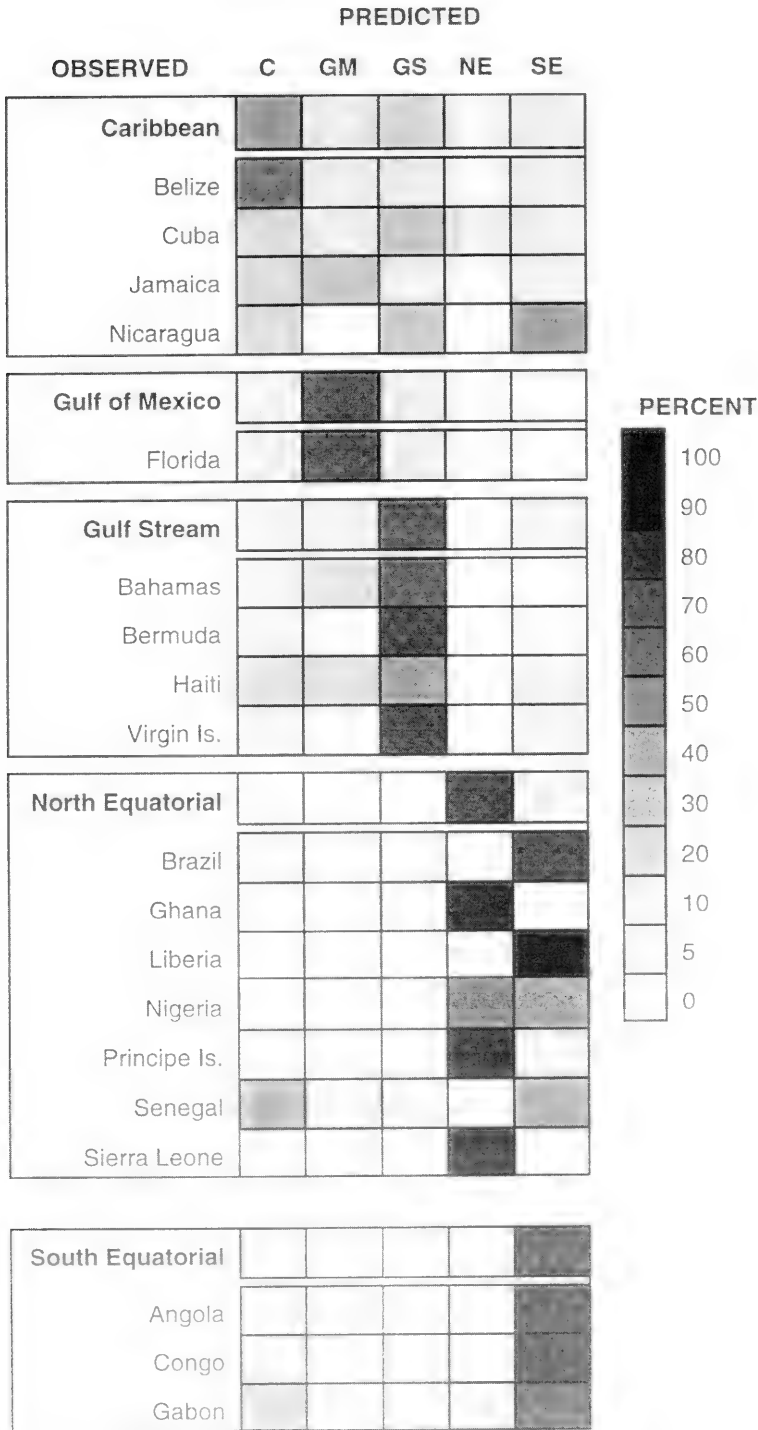 PREDICTED
OBSERVED C GM GS NE SE
Caribbean
Belize
Cuba
Jamaica
Nicaragua
Gulf of Mexico
Florida
Gulf Stream
Bahamas
Bermuda
Haiti
Virgin Is.
North Equatorial
Brazil
Ghana
Liberia
Nigeria
Principe Is.
Senegal
Sierra Leone
South Equatorial
Angola
Congo
Gabon
PERCENT
100
90
80
70
60
50
40
30
20
10
5
0